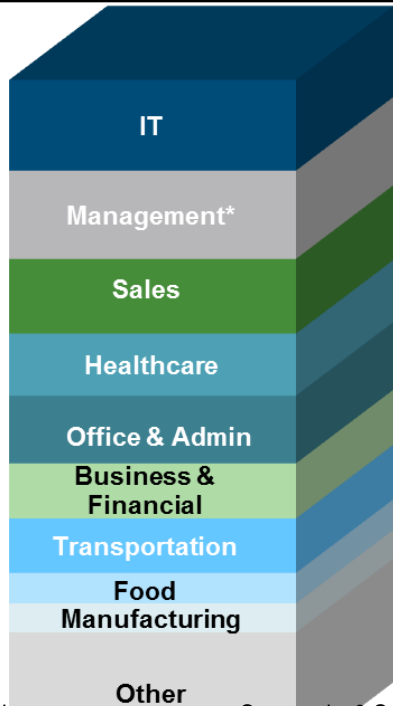 IT
Management*
Sales
Healthcare
Office & Admin
Business &
Financial
Transportation
Food
Manufacturing
Other